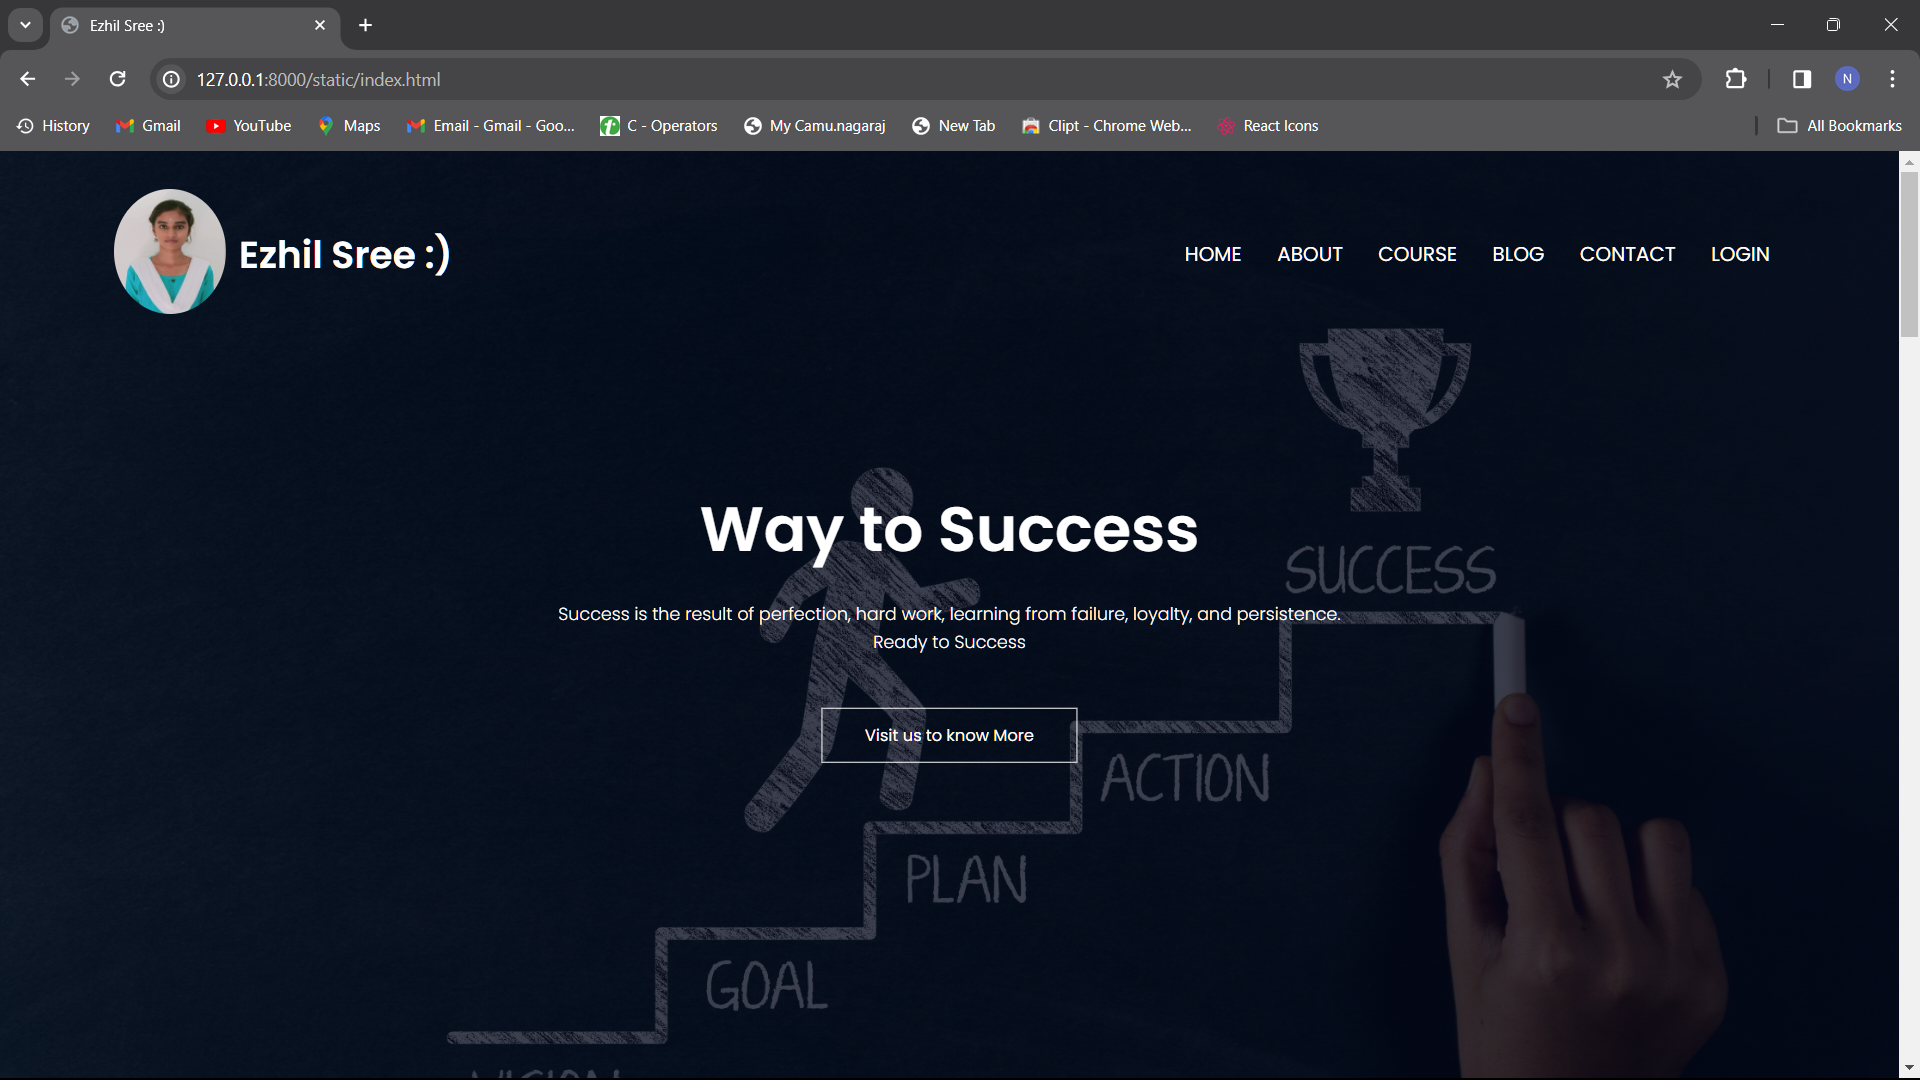 Ezhil Sree :)
127.0.0.1:8000/static/index.html
N
History Gmail YouTube Maps Email - Gmail - Goo... C - Operators My Camu.nagaraj New Tab Clipt - Chrome Web... React Icons All Bookmarks
Ezhil Sree :) HOME ABOUT COURSE BLOG CONTACT LOGIN
Way to Success
SUCCESS
Success is the result of perfection, hard work, learning from failure, loyalty, and persistence.
Ready to Success
Visit us to know More
ACTION
PLAN
GOAL